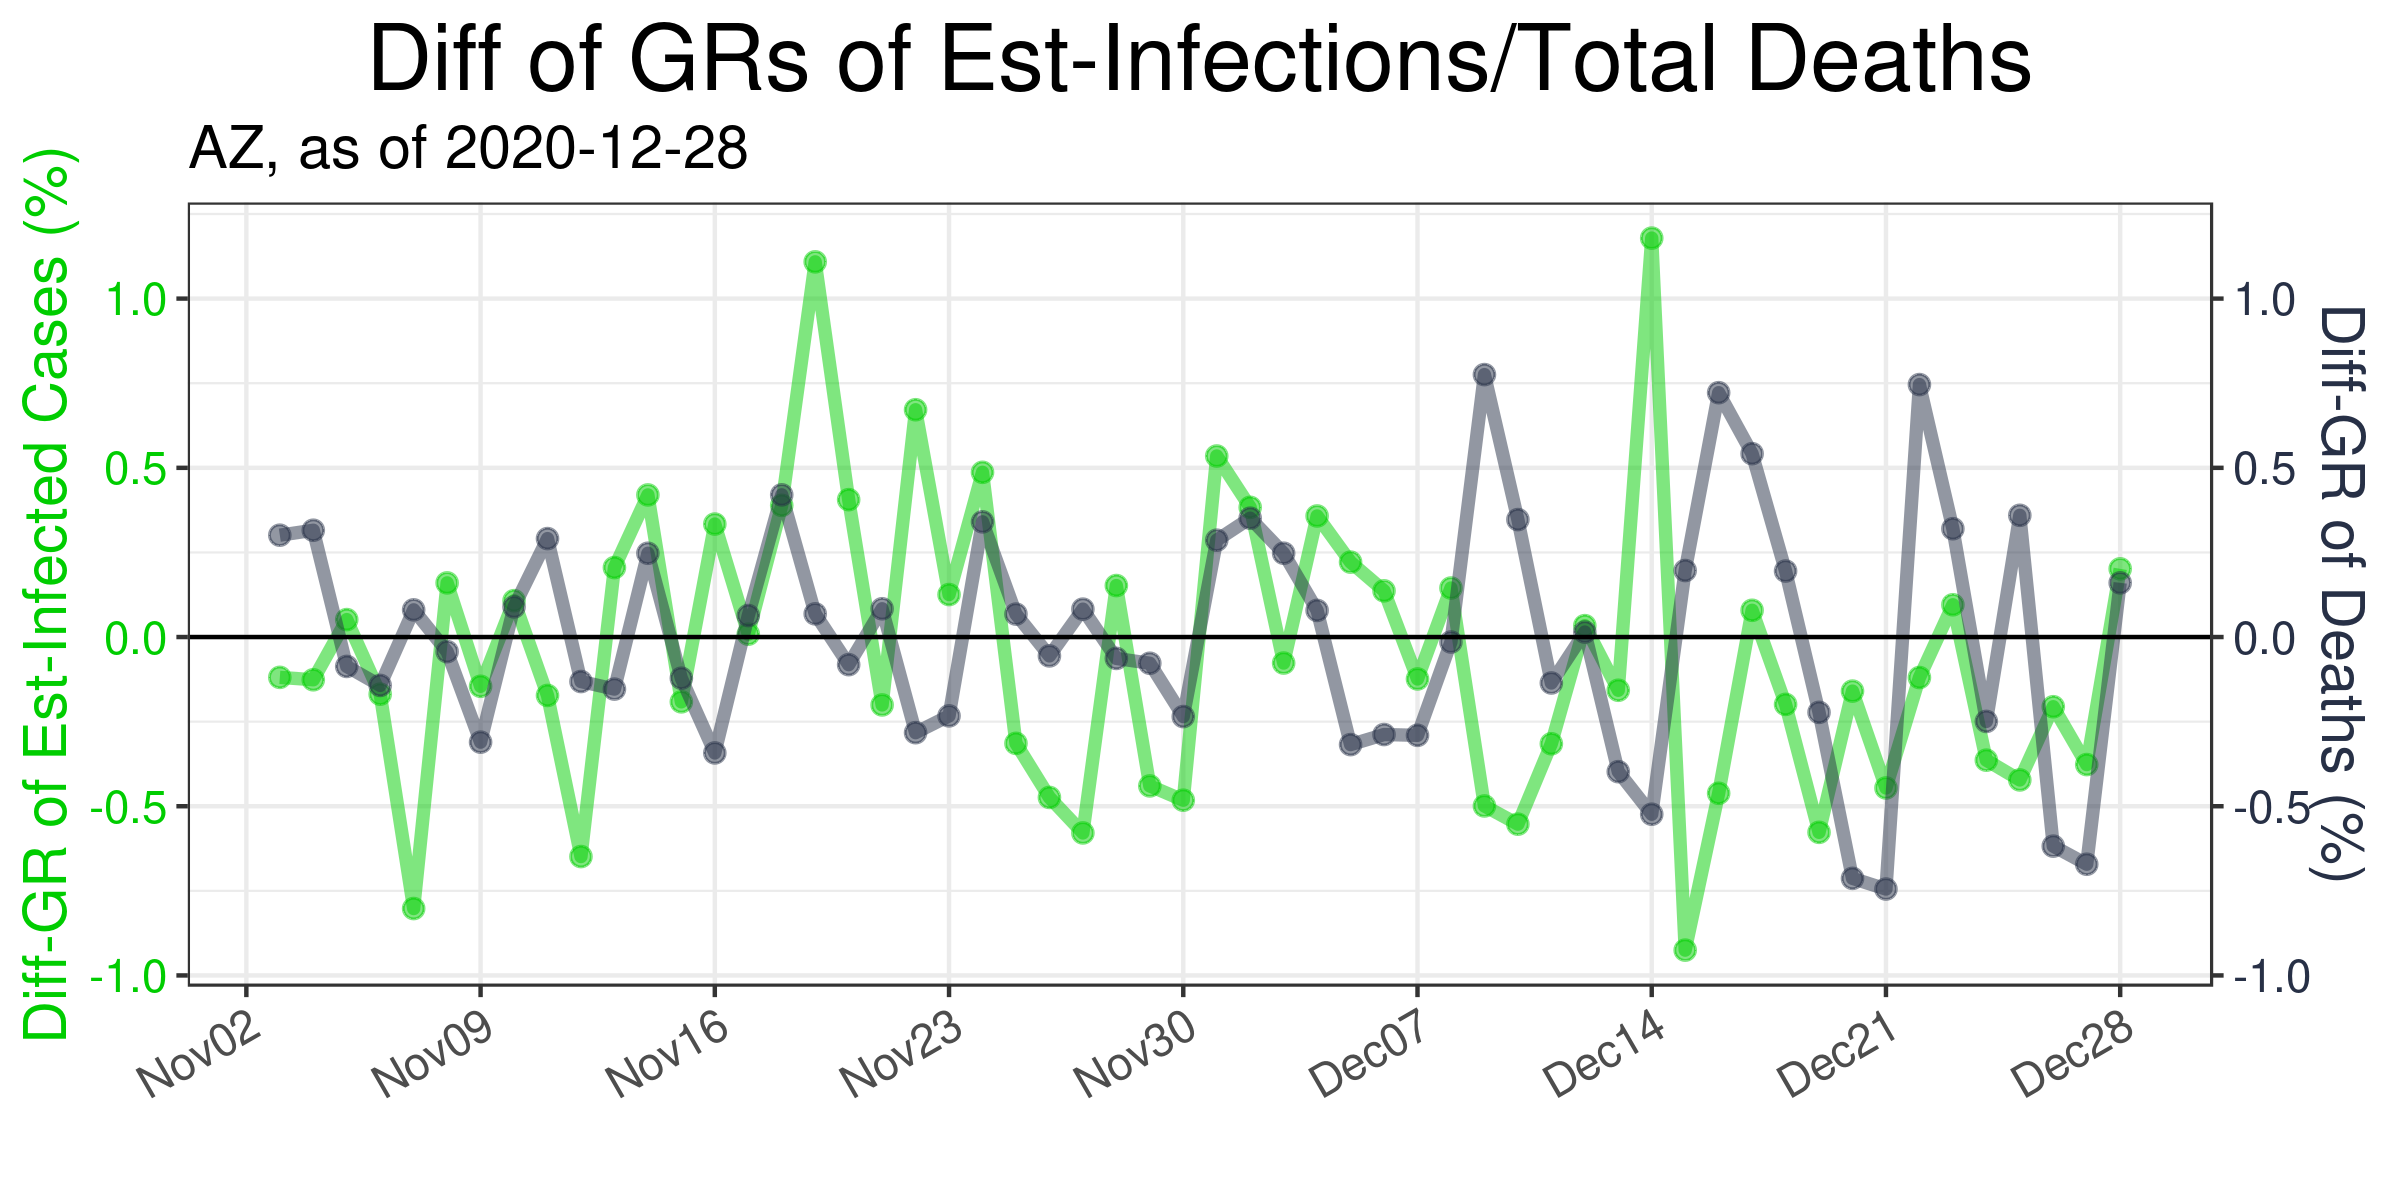 Diff of GRs of Est-Infections/Total Deaths
AZ, as of 2020-12-28
Diff-GR of Est-Infected Cases (%)
1.0
0.5
0.0
-0.5
-1.0
1.0
0.5
0.0
-0.5
-1.0
Diff-GR of Deaths (%)
Nov02
Nov09
Nov16
Nov23
Nov30
Dec07
Dec14
Dec21
Dec28